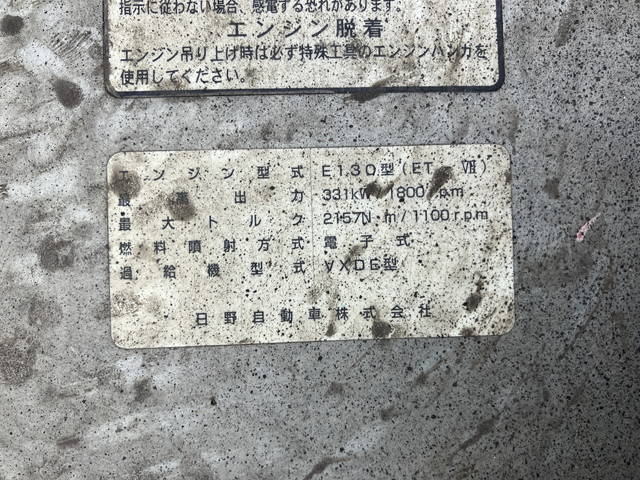 指示に従わない場合、感電する恐れがあります。
エンジン脱着
エンジン吊り上げ時は必ず特殊工具のエンジンハンガを
使用してください。
エンジン型式 E13C型(ET- Ⅶ)
最高出力 331kW/1800rpm
最大トルク 2157N・m/1100rpm
燃料噴射方式 電子式
過給機型式 VXDE型
日野自動車株式会社